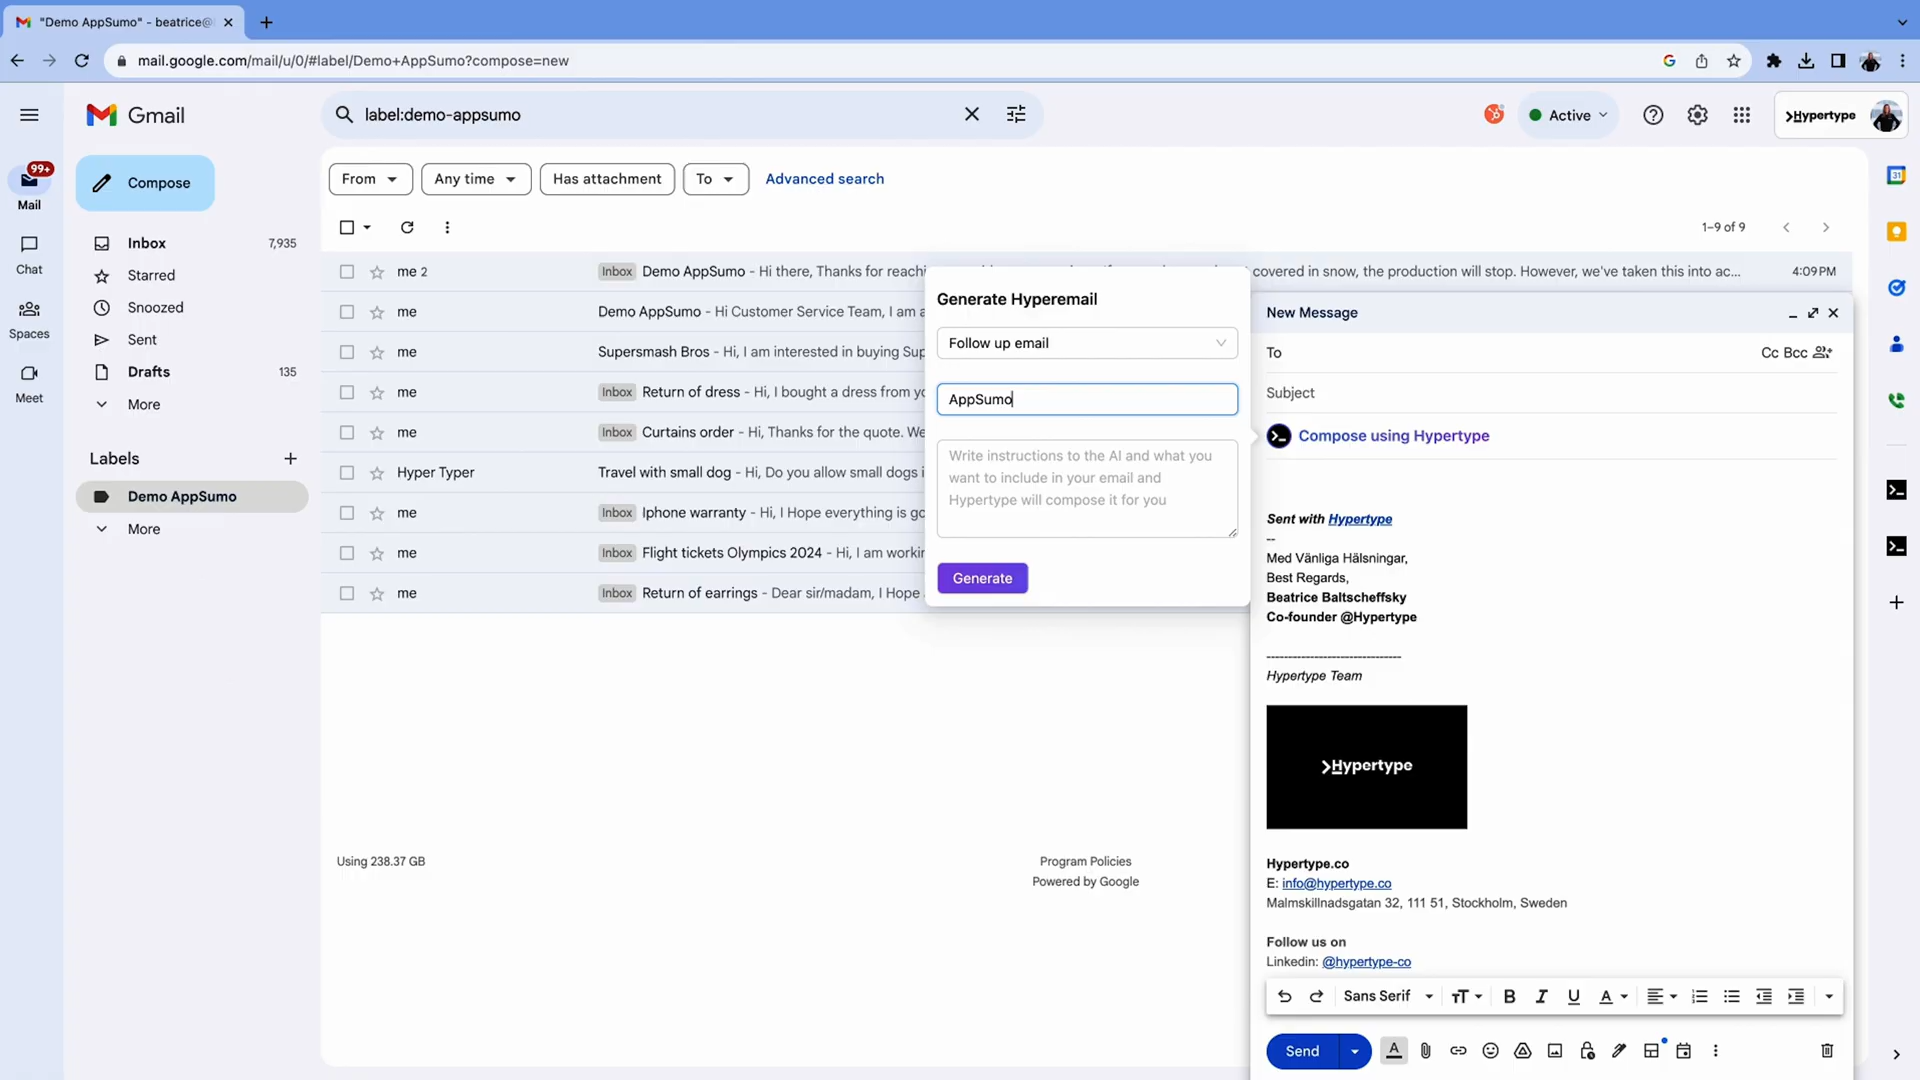 "Demo AppSumo" - beatrice@
mail.google.com/mail/u/0/#label/Demo+AppSumo?compose=new
Gmail
label:demo-appsumo
Active
>Hypertype
99+
Mail
Chat
Spaces
Meet
Compose
Inbox 7,935
Starred
Snoozed
Sent
Drafts 135
More
Labels
Demo AppSumo
More
From
Any time
Has attachment
To
Advanced search
1–9 of 9
me 2 Inbox Demo AppSumo - Hi there, Thanks for reachi covered in snow, the production will stop. However, we've taken this into ac... 4:09 PM
me Demo AppSumo - Hi Customer Service Team, I am a
me Supersmash Bros - Hi, I am interested in buying Sup
me Inbox Return of dress - Hi, I bought a dress from yo
me Inbox Curtains order - Hi, Thanks for the quote. We
Hyper Typer Travel with small dog - Hi, Do you allow small dogs i
me Inbox Iphone warranty - Hi, I Hope everything is go
me Inbox Flight tickets Olympics 2024 - Hi, I am workin
me Inbox Return of earrings - Dear sir/madam, I Hope
Using 238.37 GB
Program Policies
Powered by Google
Generate Hyperemail
Follow up email
AppSumo
Write instructions to the AI and what you
want to include in your email and
Hypertype will compose it for you
Generate
New Message
To
Cc Bcc
Subject
Compose using Hypertype
Sent with Hypertype
--
Med Vänliga Hälsningar,
Best Regards,
Beatrice Baltscheffsky
Co-founder @Hypertype
--------------------------------
Hypertype Team
>Hypertype
Hypertype.co
E: info@hypertype.co
Malmskillnadsgatan 32, 111 51, Stockholm, Sweden
Follow us on
Linkedin: @hypertype-co
Sans Serif
Send